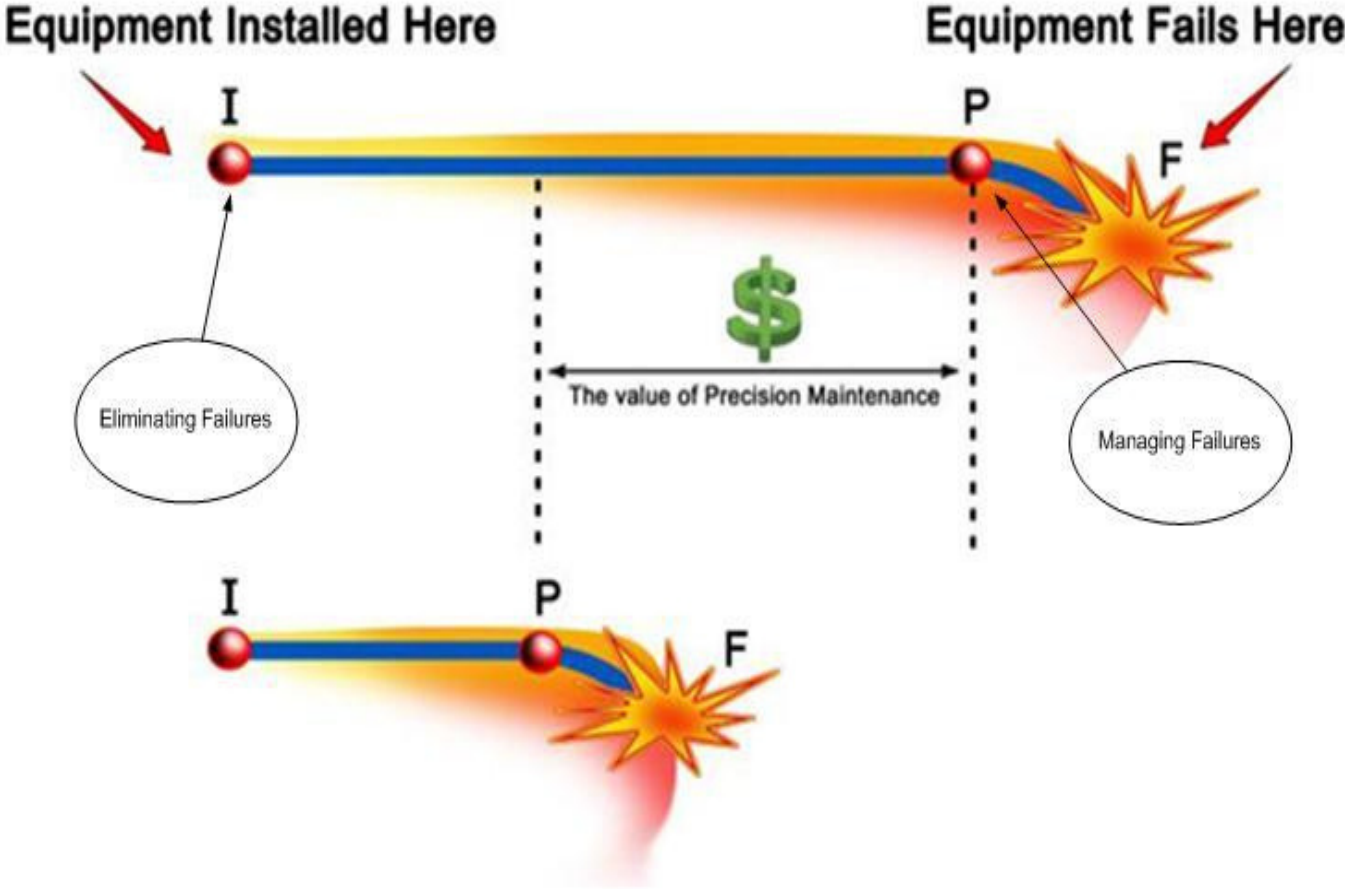 Equipment Installed Here
Equipment Fails Here
I
P
F
$
The value of Precision Maintenance
Eliminating Failures
Managing Failures
I
P
F